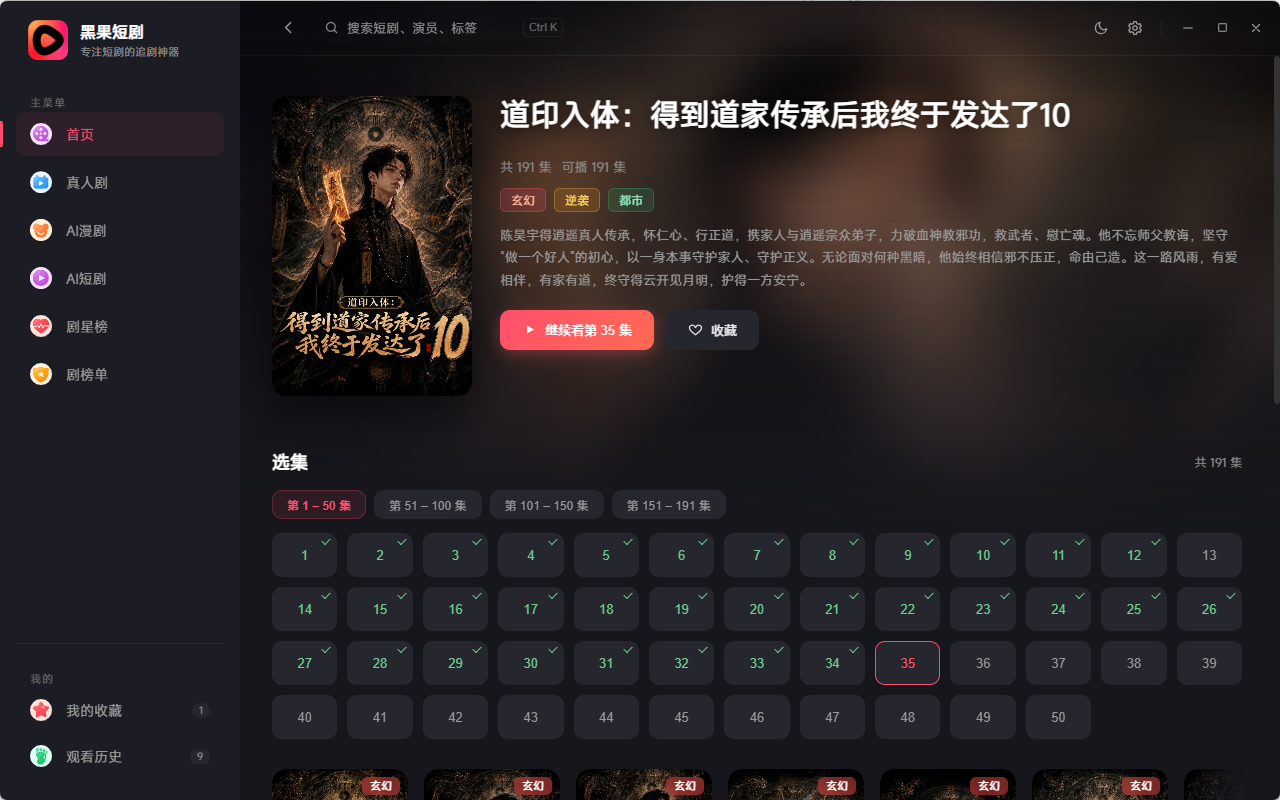 黑果短剧
专注短剧的追剧神器
搜索短剧、演员、标签
Ctrl K
主菜单
首页
真人剧
AI漫剧
AI短剧
剧星榜
剧榜单
我的
我的收藏
1
观看历史
9
道印入体：
得到道家传承后
我终于发达了10
道印入体：得到道家传承后我终于发达了10
共 191 集 可播 191 集
玄幻 逆袭 都市
陈昊宇得逍遥真人传承，怀仁心、行正道，携家人与逍遥宗众弟子，力破血神教邪功，救武者、慰亡魂。他不忘师父教诲，坚守
“做一个好人”的初心，以一身本事守护家人、守护正义。无论面对何种黑暗，他始终相信邪不压正，命由己造。这一路风雨，有爱
相伴，有家有道，终守得云开见月明，护得一方安宁。
继续看第 35 集
收藏
选集
共 191 集
第 1 – 50 集 第 51 – 100 集 第 101 – 150 集 第 151 – 191 集
1 2 3 4 5 6 7 8 9 10 11 12 13
14 15 16 17 18 19 20 21 22 23 24 25 26
27 28 29 30 31 32 33 34 35 36 37 38 39
40 41 42 43 44 45 46 47 48 49 50
玄幻 玄幻 玄幻 玄幻 玄幻 玄幻